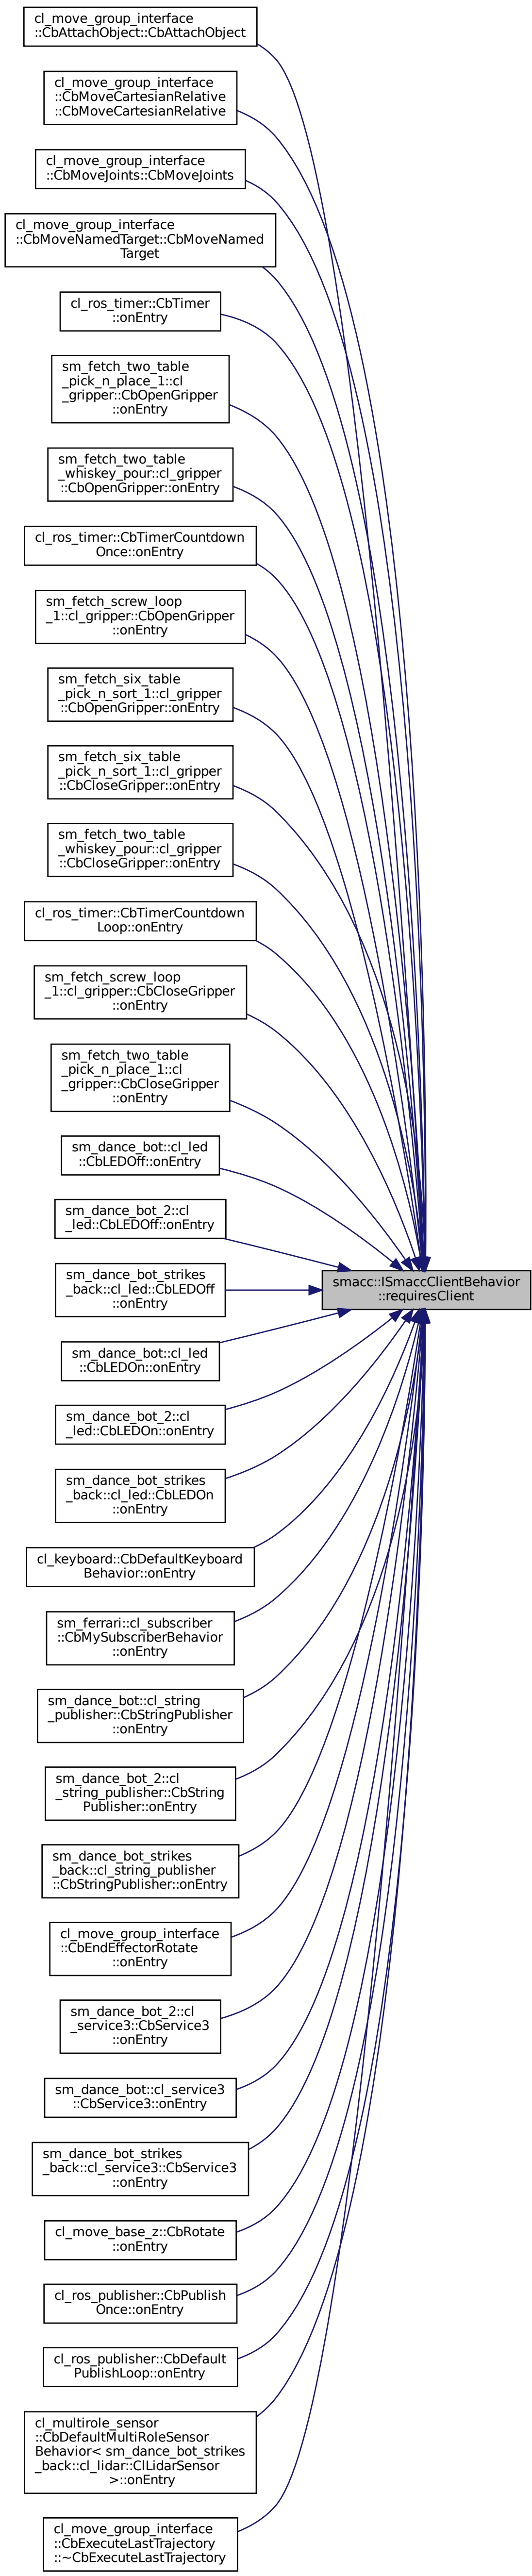 cl_move_group_interface
::CbAttachObject::CbAttachObject
cl_move_group_interface
::CbMoveCartesianRelative
::CbMoveCartesianRelative
cl_move_group_interface
::CbMoveJoints::CbMoveJoints
cl_move_group_interface
::CbMoveNamedTarget::CbMoveNamed
Target
cl_ros_timer::CbTimer
::onEntry
sm_fetch_two_table
_pick_n_place_1::cl
_gripper::CbOpenGripper
::onEntry
sm_fetch_two_table
_whiskey_pour::cl_gripper
::CbOpenGripper::onEntry
cl_ros_timer::CbTimerCountdown
Once::onEntry
sm_fetch_screw_loop
_1::cl_gripper::CbOpenGripper
::onEntry
sm_fetch_six_table
_pick_n_sort_1::cl_gripper
::CbOpenGripper::onEntry
sm_fetch_six_table
_pick_n_sort_1::cl_gripper
::CbCloseGripper::onEntry
sm_fetch_two_table
_whiskey_pour::cl_gripper
::CbCloseGripper::onEntry
cl_ros_timer::CbTimerCountdown
Loop::onEntry
sm_fetch_screw_loop
_1::cl_gripper::CbCloseGripper
::onEntry
sm_fetch_two_table
_pick_n_place_1::cl
_gripper::CbCloseGripper
::onEntry
sm_dance_bot::cl_led
::CbLEDOff::onEntry
sm_dance_bot_2::cl
_led::CbLEDOff::onEntry
sm_dance_bot_strikes
_back::cl_led::CbLEDOff
::onEntry
smacc::ISmaccClientBehavior
::requiresClient
sm_dance_bot::cl_led
::CbLEDOn::onEntry
sm_dance_bot_2::cl
_led::CbLEDOn::onEntry
sm_dance_bot_strikes
_back::cl_led::CbLEDOn
::onEntry
cl_keyboard::CbDefaultKeyboard
Behavior::onEntry
sm_ferrari::cl_subscriber
::CbMySubscriberBehavior
::onEntry
sm_dance_bot::cl_string
_publisher::CbStringPublisher
::onEntry
sm_dance_bot_2::cl
_string_publisher::CbString
Publisher::onEntry
sm_dance_bot_strikes
_back::cl_string_publisher
::CbStringPublisher::onEntry
cl_move_group_interface
::CbEndEffectorRotate
::onEntry
sm_dance_bot_2::cl
_service3::CbService3
::onEntry
sm_dance_bot::cl_service3
::CbService3::onEntry
sm_dance_bot_strikes
_back::cl_service3::CbService3
::onEntry
cl_move_base_z::CbRotate
::onEntry
cl_ros_publisher::CbPublish
Once::onEntry
cl_ros_publisher::CbDefault
PublishLoop::onEntry
cl_multirole_sensor
::CbDefaultMultiRoleSensor
Behavior< sm_dance_bot_strikes
_back::cl_lidar::ClLidarSensor
>::onEntry
cl_move_group_interface
::CbExecuteLastTrajectory
::~CbExecuteLastTrajectory